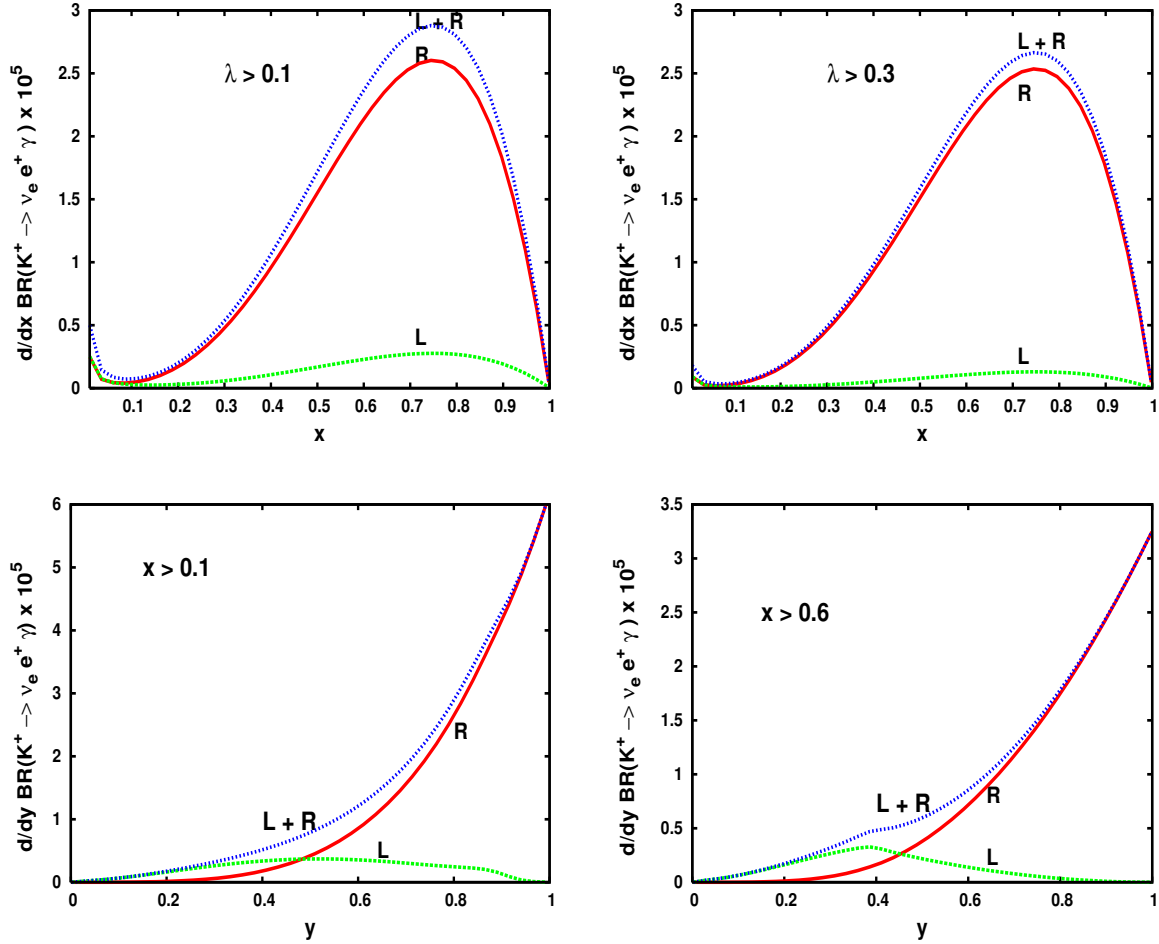 d/dx BR(K⁺ −> νₑ e⁺ γ ) x 10⁵
3
2.5
2
1.5
1
0.5
0
L + R
R
λ > 0.1
L
0.1 0.2 0.3 0.4 0.5 0.6 0.7 0.8 0.9 1
x
d/dx BR(K⁺ −> νₑ e⁺ γ ) x 10⁵
3
2.5
2
1.5
1
0.5
0
L + R
λ > 0.3
R
L
0.1 0.2 0.3 0.4 0.5 0.6 0.7 0.8 0.9 1
x
d/dy BR(K⁺ −> νₑ e⁺ γ) x 10⁵
6
5
4
3
2
1
0
x > 0.1
R
L + R
L
0 0.2 0.4 0.6 0.8 1
y
d/dy BR(K⁺ −> νₑ e⁺ γ ) x 10⁵
3.5
3
2.5
2
1.5
1
0.5
0
x > 0.6
L + R
R
L
0 0.2 0.4 0.6 0.8 1
y